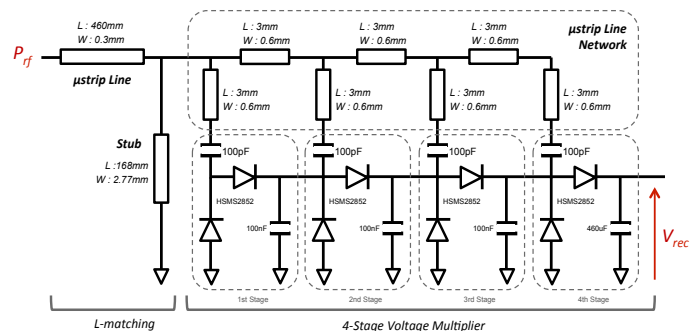 L : 460mm
W : 0.3mm
P_rf
µstrip Line
L : 3mm
W : 0.6mm
L : 3mm
W : 0.6mm
L : 3mm
W : 0.6mm
µstrip Line
Network
L : 3mm
W : 0.6mm
L : 3mm
W : 0.6mm
L : 3mm
W : 0.6mm
L : 3mm
W : 0.6mm
Stub
L :168mm
W : 2.77mm
100pF
100pF
100pF
100pF
HSMS2852
HSMS2852
HSMS2852
HSMS2852
100nF
100nF
100nF
460uF
V_rec
1st Stage
2nd Stage
3rd Stage
4th Stage
L-matching
4-Stage Voltage Multiplier